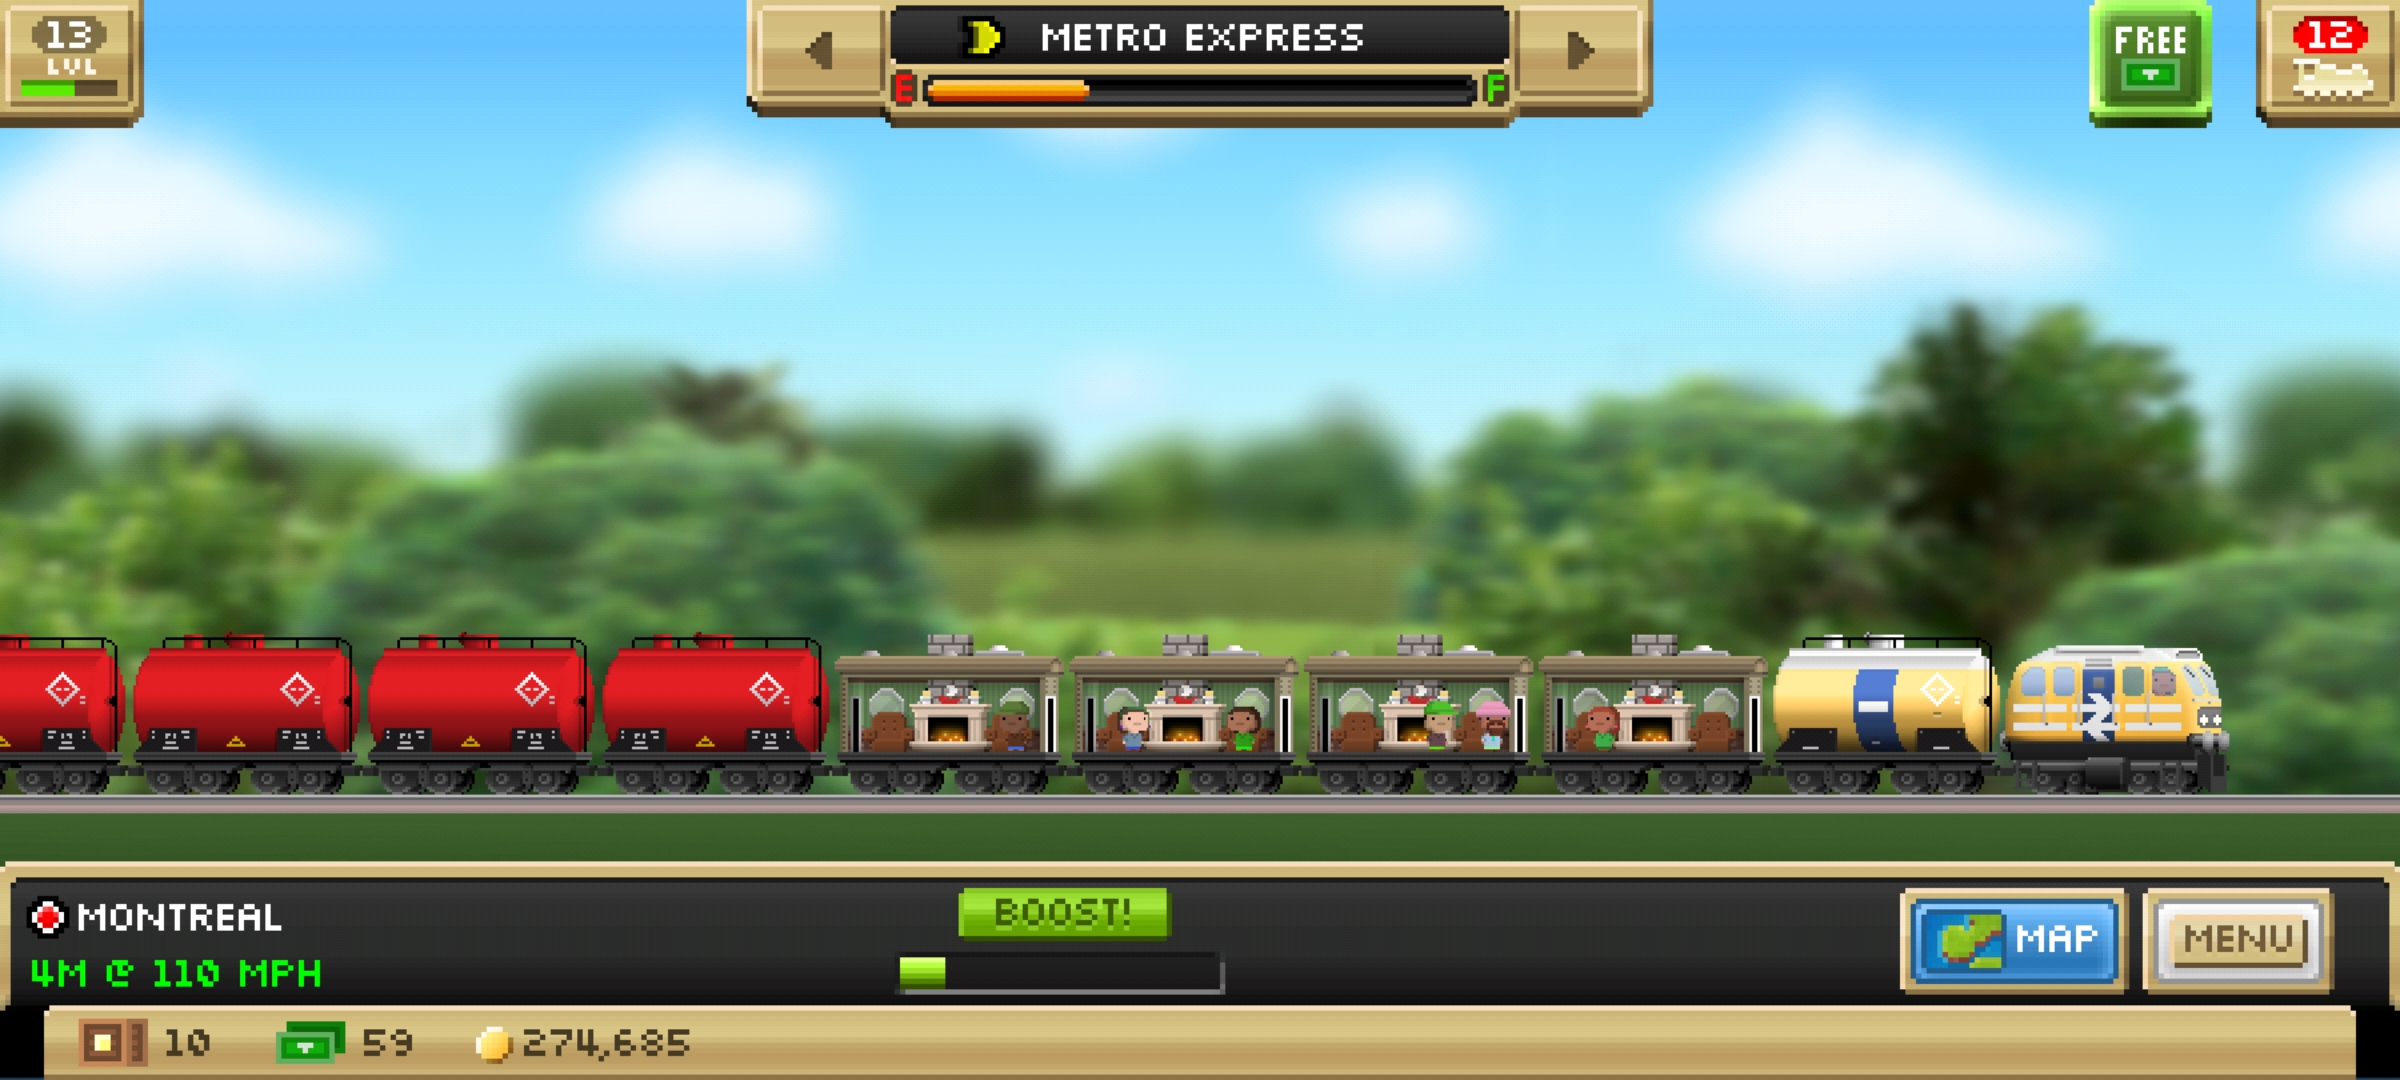 13
LVL
METRO EXPRESS
E F
FREE
12
MONTREAL
4M @ 110 MPH
BOOST!
MAP
MENU
10
59
274,685